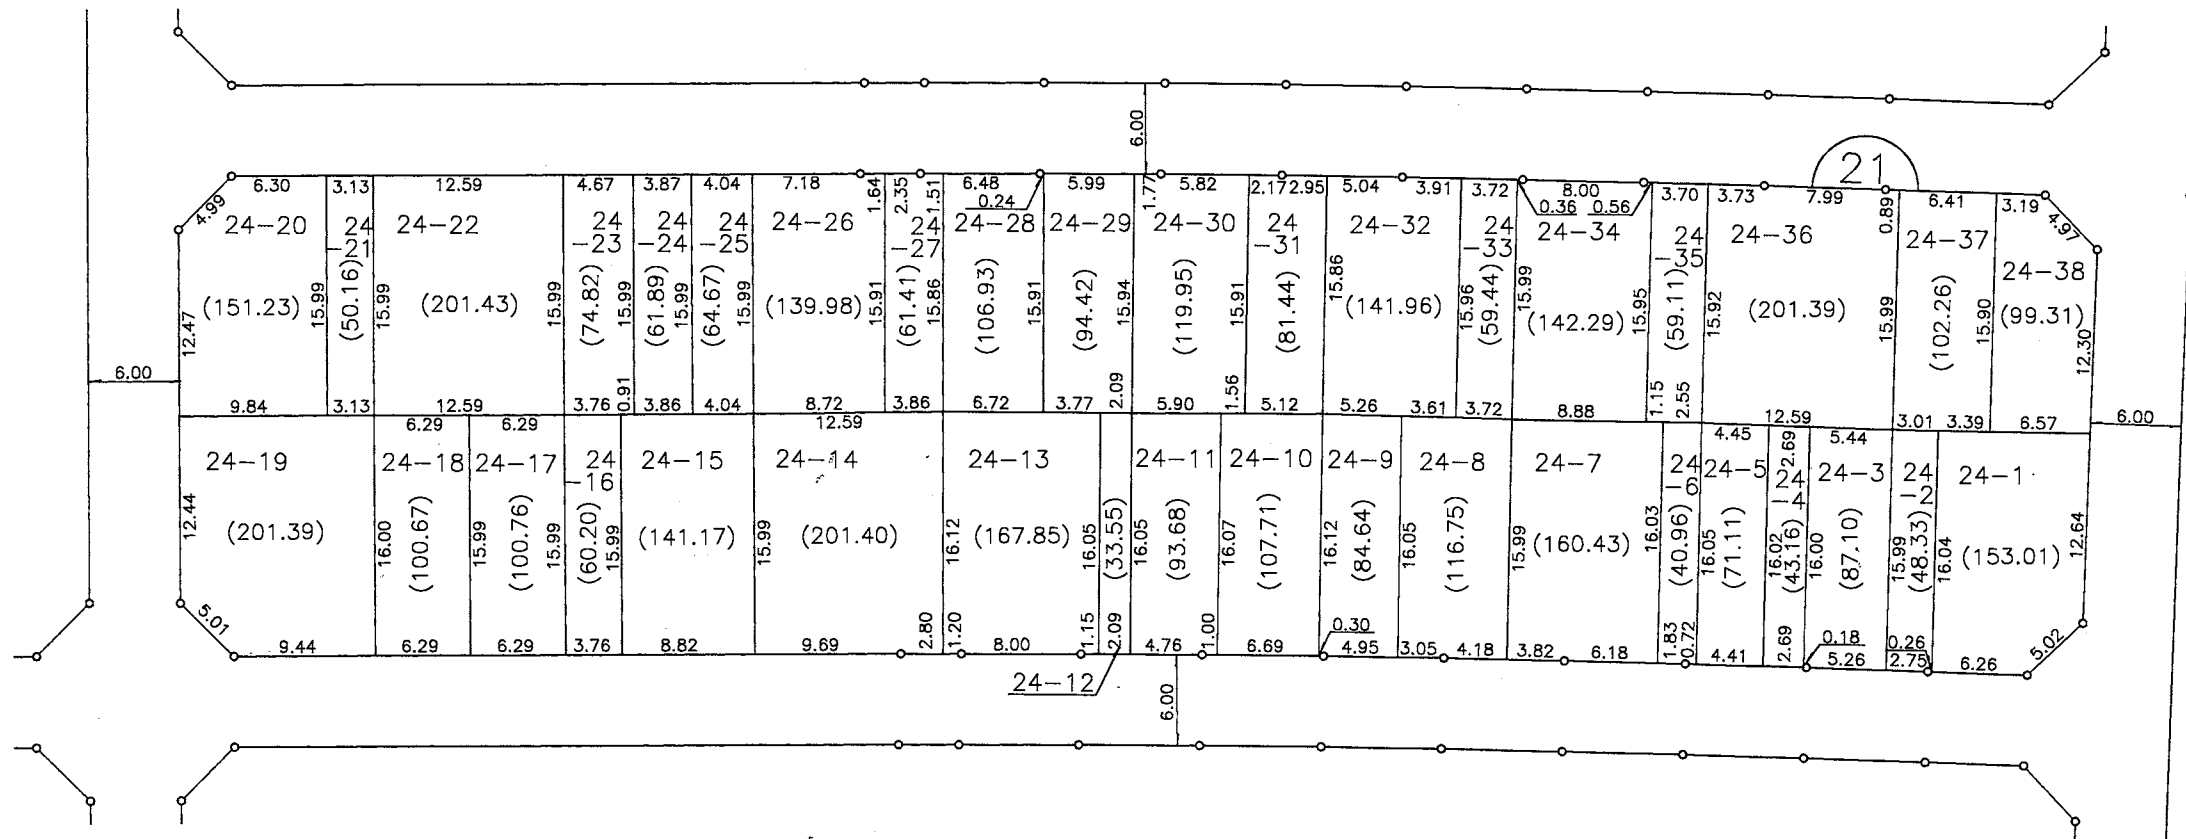 6.00
21
6.30 3.13 12.59 4.67 3.87 4.04 7.18 1.64 2.35 1.51 6.48 5.99 1.77 5.82 2.17 2.95 5.04 3.91 3.72 8.00 3.70 3.73 7.99 0.89 6.41 3.19
4.99 0.24 0.36 0.56 4.97
24-20 24-21 24-22 24-23 24-24 24-25 24-26 24-27 24-28 24-29 24-30 24-31 24-32 24-33 24-34 24-35 24-36 24-37 24-38
(151.23) (50.16) (201.43) (74.82) (61.89) (64.67) (139.98) (61.41) (106.93) (94.42) (119.95) (81.44) (141.96) (59.44) (142.29) (59.11) (201.39) (102.26) (99.31)
12.47 15.99 15.99 15.99 15.99 15.99 15.99 15.91 15.86 15.91 15.94 15.91 15.86 15.96 15.99 15.95 15.92 15.99 15.90 12.30
6.00
9.84 3.13 12.59 3.76 0.91 3.86 4.04 8.72 3.86 6.72 3.77 2.09 5.90 1.56 5.12 5.26 3.61 3.72 8.88 1.15 2.55 12.59 3.01 3.39 6.57 6.00
6.29 6.29 12.59 4.45 2.69 5.44
24-19 24-18 24-17 24-16 24-15 24-14 24-13 24-11 24-10 24-9 24-8 24-7 24-6 24-5 24-4 24-3 24-2 24-1
(201.39) (100.67) (100.76) (60.20) (141.17) (201.40) (167.85) (33.55) (93.68) (107.71) (84.64) (116.75) (160.43) (40.96) (71.11) (43.16) (87.10) (48.33) (153.01)
12.44 16.00 15.99 15.99 15.99 15.99 16.12 16.05 16.05 16.07 16.12 16.05 15.99 16.03 16.05 16.02 16.00 15.99 16.04 12.64
5.01 0.30 0.18 0.26 5.02
9.44 6.29 6.29 3.76 8.82 9.69 2.80 1.20 8.00 1.15 2.09 4.76 1.00 6.69 4.95 3.05 4.18 3.82 6.18 1.83 0.72 4.41 2.69 5.26 2.75 6.26
24-12
6.00